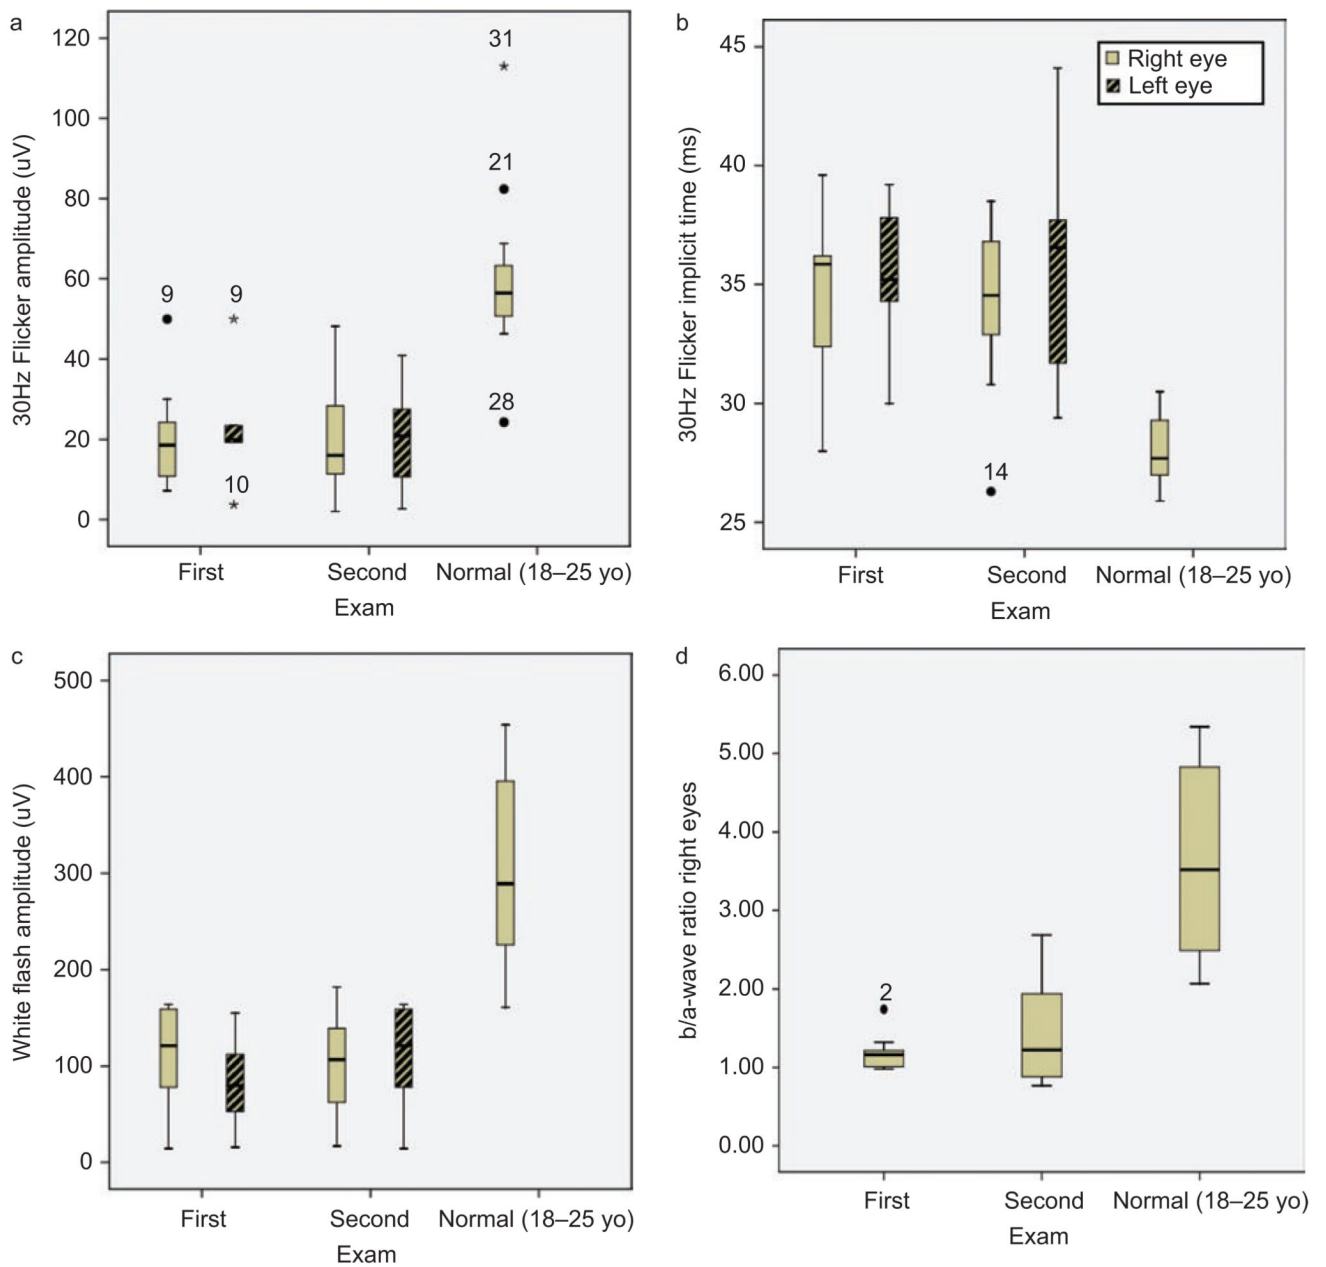 a
120
100
80
60
40
20
0
30Hz Flicker amplitude (uV)
31
21
9
9
28
10
First
Second
Normal (18–25 yo)
Exam
b
45
40
35
30
25
30Hz Flicker implicit time (ms)
Right eye
Left eye
14
First
Second
Normal (18–25 yo)
Exam
c
500
400
300
200
100
0
White flash amplitude (uV)
First
Second
Normal (18–25 yo)
Exam
d
6.00
5.00
4.00
3.00
2.00
1.00
0.00
b/a-wave ratio right eyes
2
First
Second
Normal (18–25 yo)
Exam